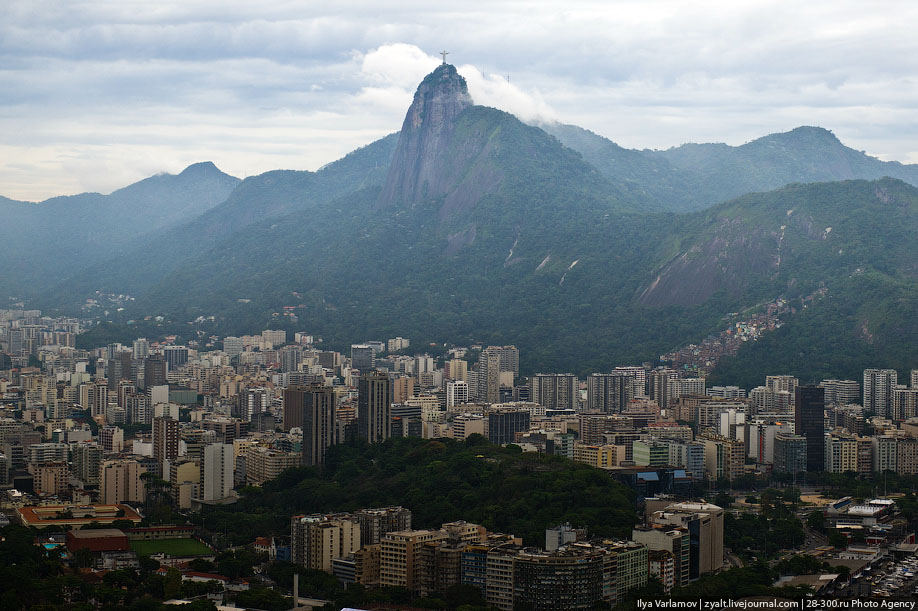 Ilya Varlamov | zyalt.livejournal.com | 28-300.ru Photo Agency